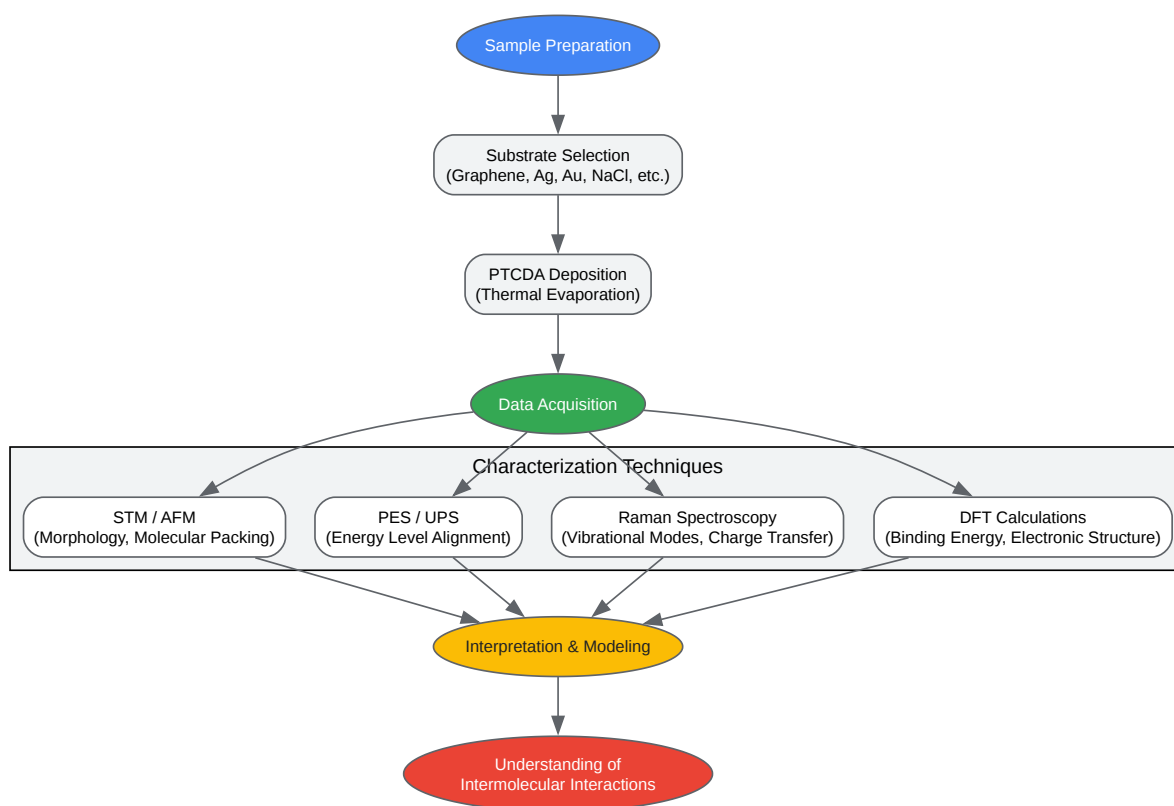 Sample Preparation
Substrate Selection
(Graphene, Ag, Au, NaCl, etc.)
PTCDA Deposition
(Thermal Evaporation)
Data Acquisition
Characterization Techniques
STM / AFM
(Morphology, Molecular Packing)
PES / UPS
(Energy Level Alignment)
Raman Spectroscopy
(Vibrational Modes, Charge Transfer)
DFT Calculations
(Binding Energy, Electronic Structure)
Interpretation & Modeling
Understanding of
Intermolecular Interactions